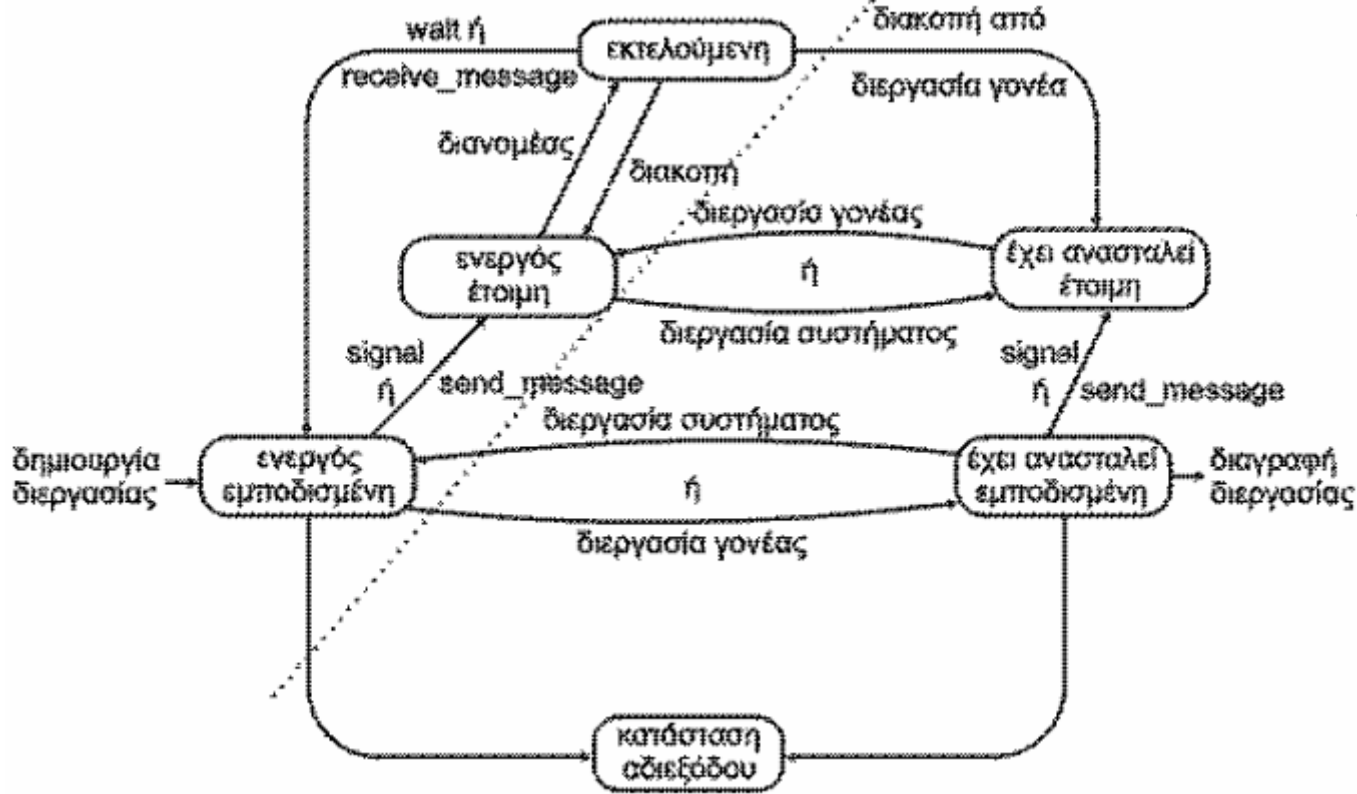 wait ή
receive_message
εκτελούμενη
διακοπή από
διεργασία γονέα
διανομέας
διακοπή
διεργασία γονέας
ή
διεργασία συστήματος
ενεργός
έτοιμη
έχει ανασταλεί
έτοιμη
signal
ή
send_message
signal
ή
send_message
διεργασία συστήματος
ή
διεργασία γονέας
δημιουργία
διεργασίας
ενεργός
εμποδισμένη
έχει ανασταλεί
εμποδισμένη
διαγραφή
διεργασίας
κατάσταση
αδιεξόδου